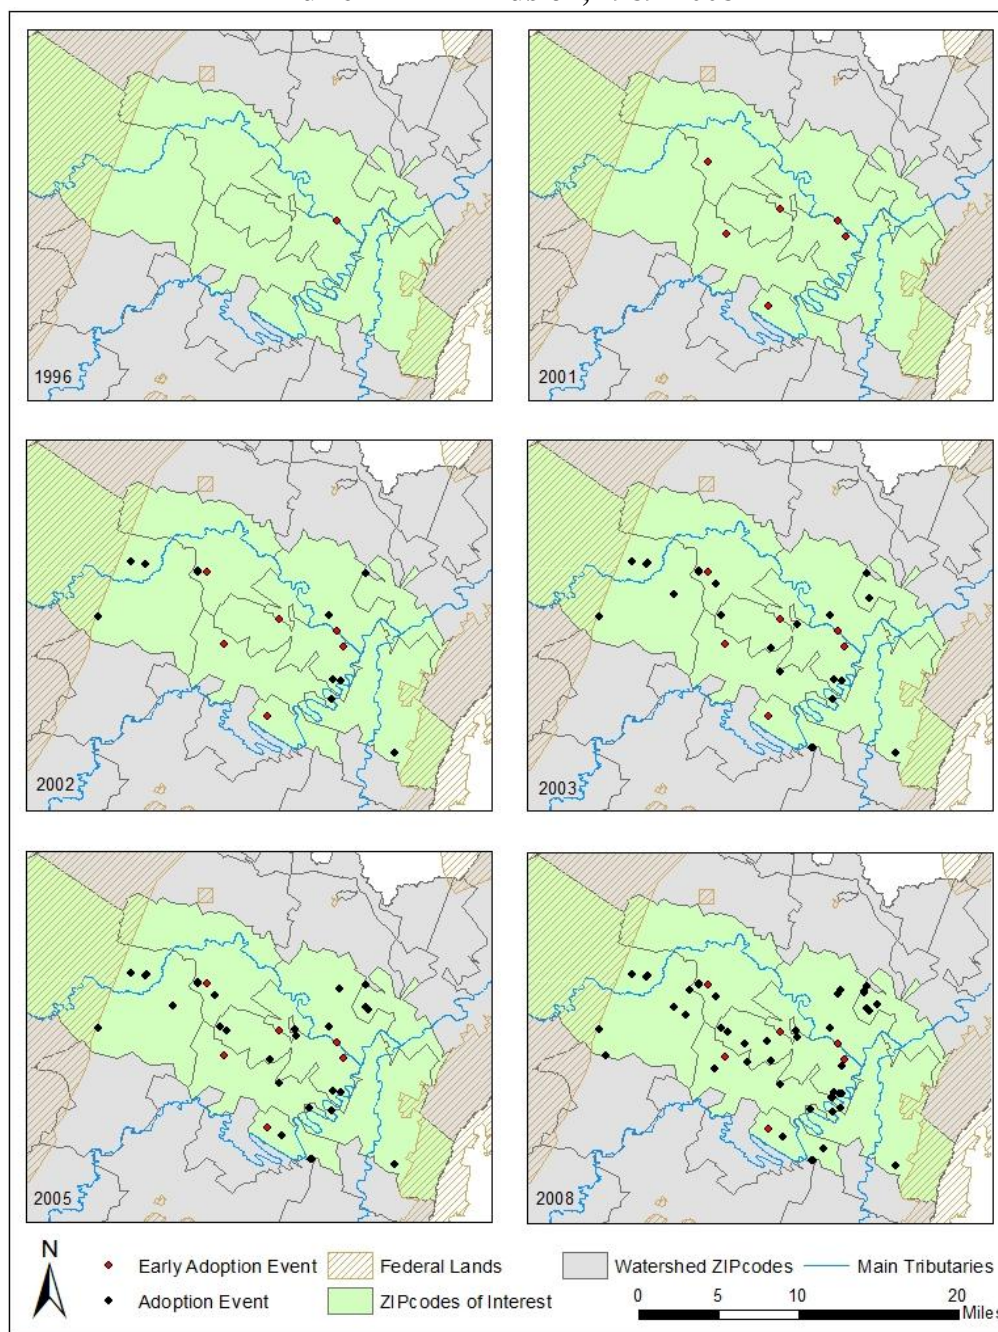 1996
2001
2002
2003
2005
2008
N
Early Adoption Event
Federal Lands
Watershed ZIPcodes
Main Tributaries
Adoption Event
ZIPcodes of Interest
0 5 10 20
Miles